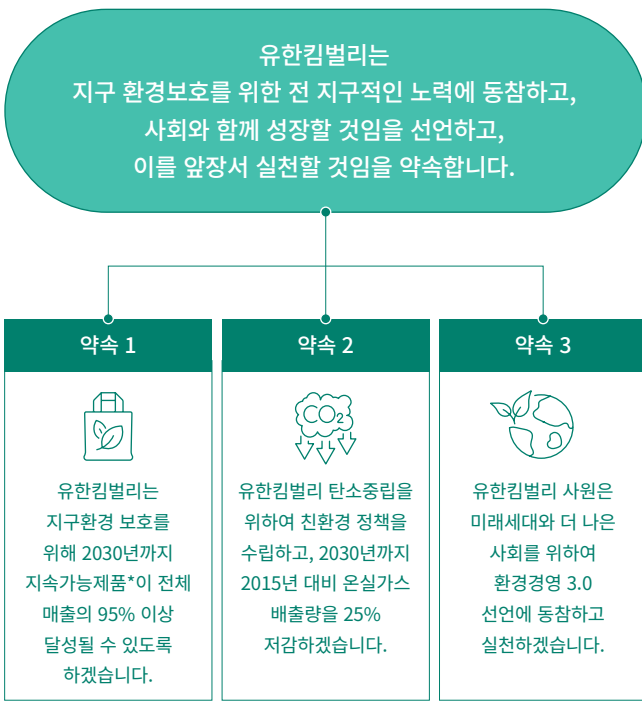 유한킴벌리는
지구 환경보호를 위한 전 지구적인 노력에 동참하고,
사회와 함께 성장할 것임을 선언하고,
이를 앞장서 실천할 것임을 약속합니다.
약속 1
유한킴벌리는
지구환경 보호를
위해 2030년까지
지속가능제품*이 전체
매출의 95% 이상
달성될 수 있도록
하겠습니다.
약속 2
CO2
유한킴벌리 탄소중립을
위하여 친환경 정책을
수립하고, 2030년까지
2015년 대비 온실가스
배출량을 25%
저감하겠습니다.
약속 3
유한킴벌리 사원은
미래세대와 더 나은
사회를 위하여
환경경영 3.0
선언에 동참하고
실천하겠습니다.